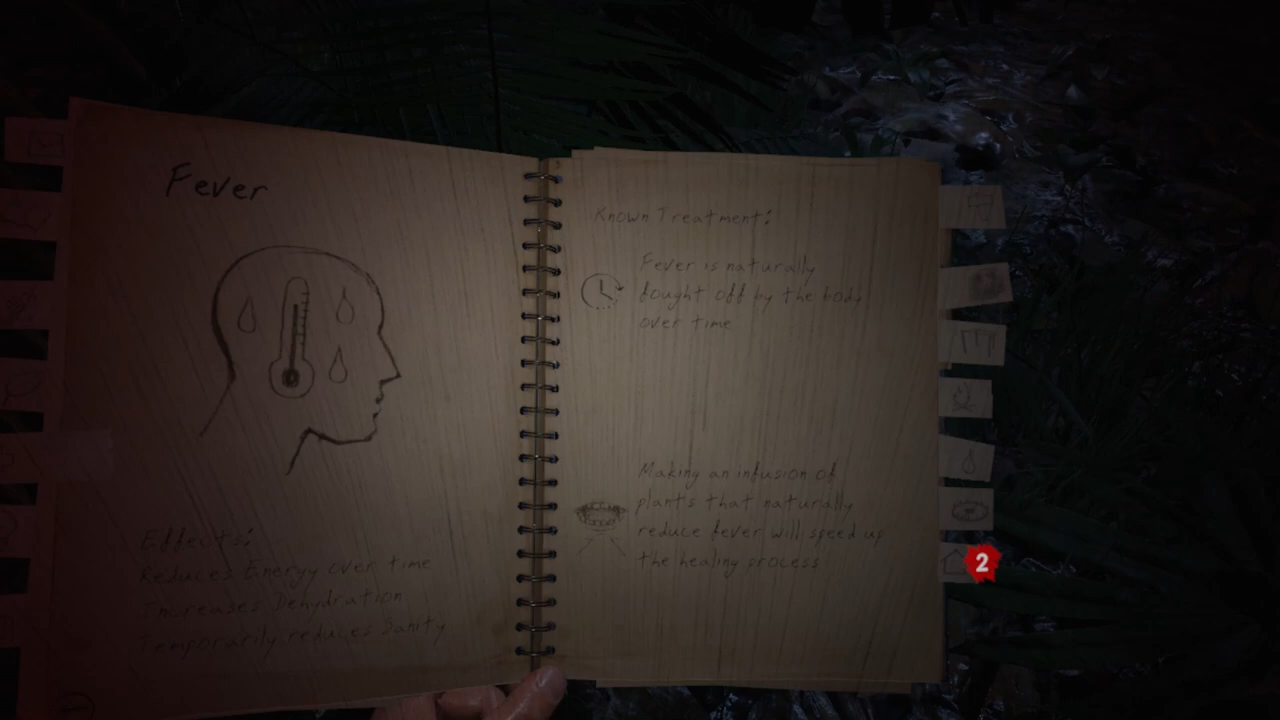 Fever
Effects:
Reduces Energy over time
Increases Dehydration
Temporarily reduces Sanity
Known Treatment:
Fever is naturally
fought off by the body
over time
Making an infusion of
plants that naturally
reduce fever will speed up
the healing process
2